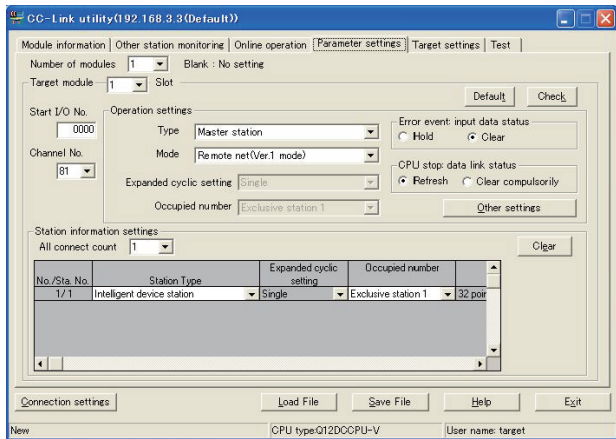 CC-Link utility(192.168.3.3(Default))
Module information Other station monitoring Online operation Parameter settings Target settings Test
Number of modules 1 Blank : No setting
Target module 1 Slot
Default Check
Start I/O No.
0000
Channel No.
81
Operation settings
Type Master station
Mode Remote net(Ver.1 mode)
Expanded cyclic setting Single
Occupied number Exclusive station 1
Error event: input data status
Hold Clear
CPU stop: data link status
Refresh Clear compulsorily
Other settings
Station information settings
All connect count 1 Clear
No./Sta. No. Station Type Expanded cyclic setting Occupied number
1/1 Intelligent device station Single Exclusive station 1 32 poin
Connection settings Load File Save File Help Exit
New CPU type:Q12DCCPU-V User name: target